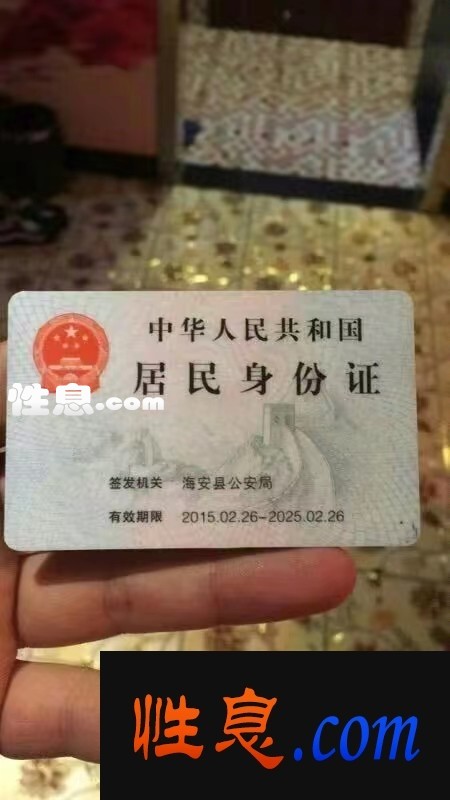 中华人民共和国
居民身份证
性息.com
签发机关 海安县公安局
有效期限 2015.02.26-2025.02.26
性息.com